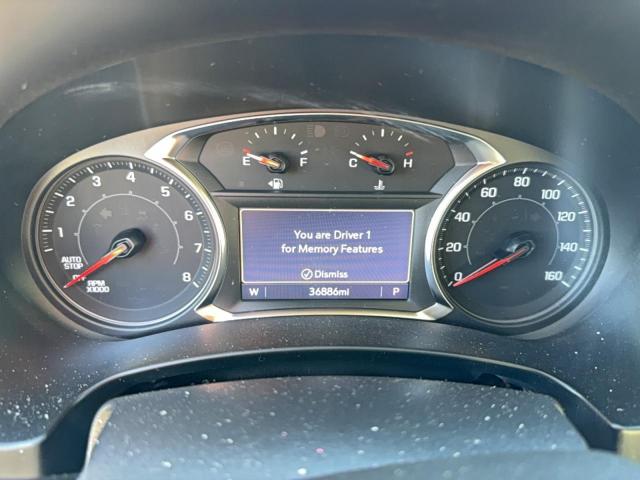 E F
C H
1 2 3 4 5 6 7 8
AUTO
STOP
OFF
RPM
X1000
You are Driver 1
for Memory Features
Dismiss
W 36886mi P
0 20 40 60 80 100 120 140 160